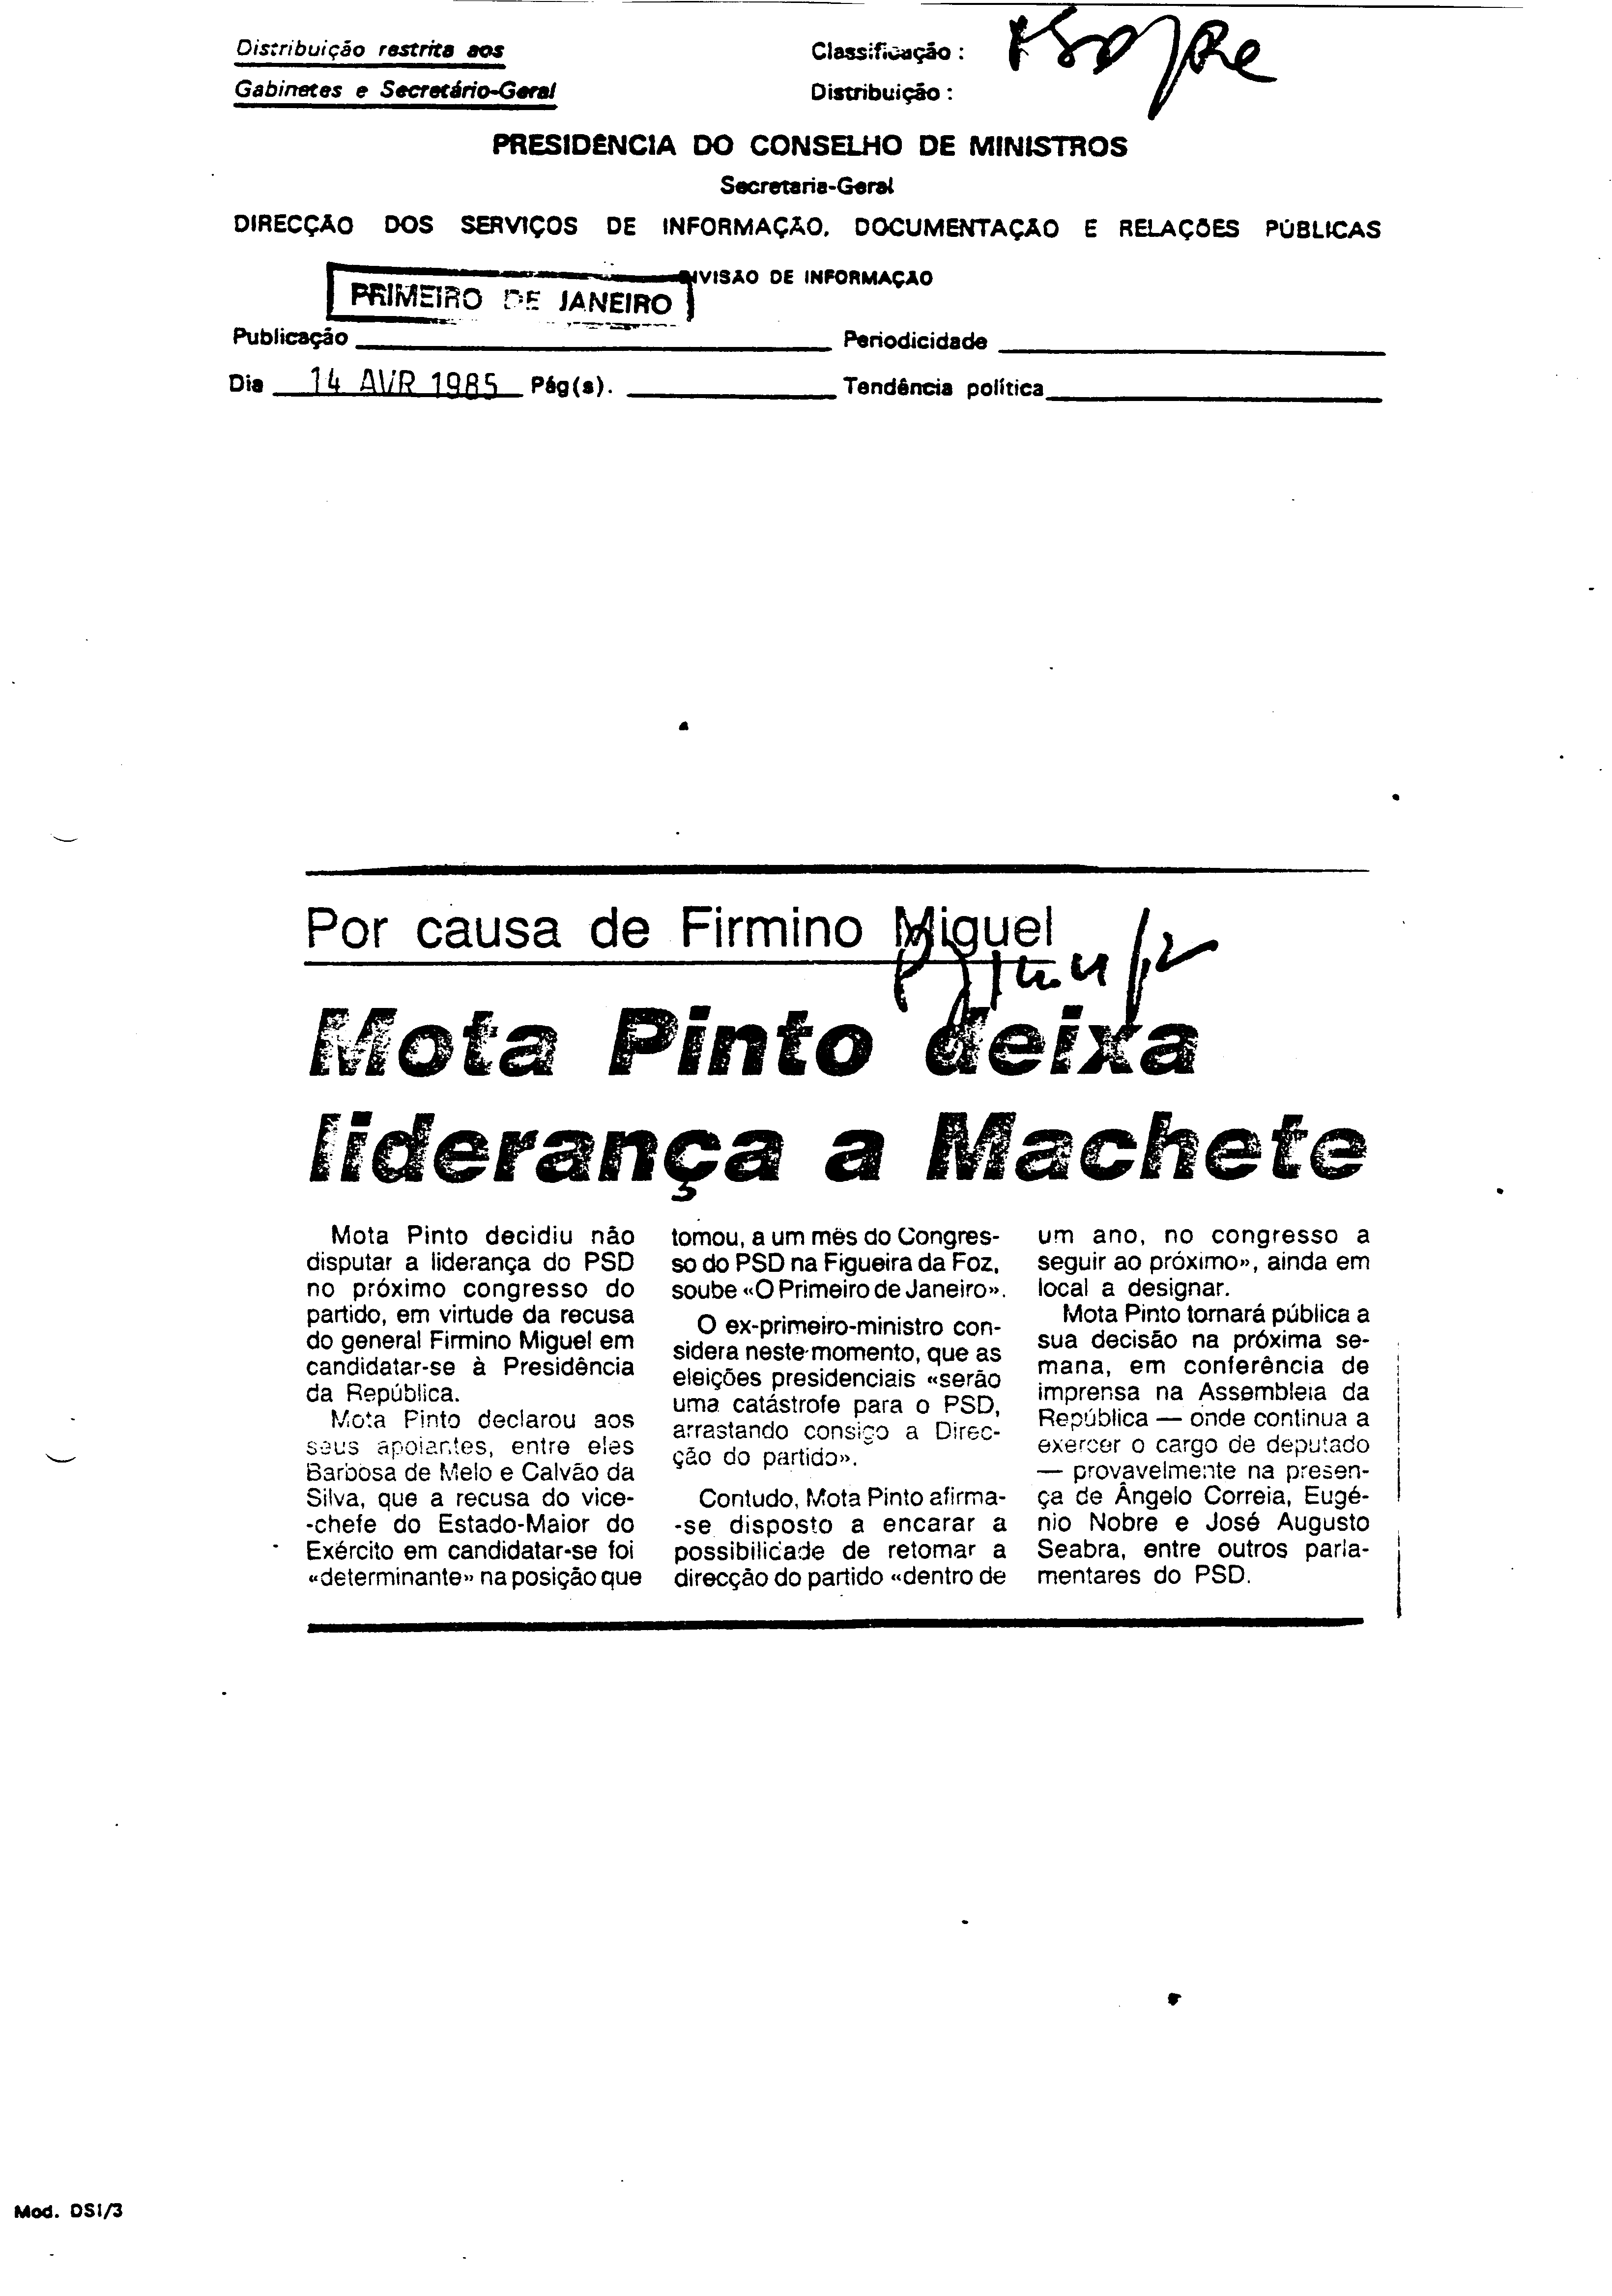 Distribuição restrita aos
Gabinetes e Secretário-Geral
Classificação :
Distribuição :
PRESIDÊNCIA DO CONSELHO DE MINISTROS
Secretaria-Geral
DIRECÇÃO DOS SERVIÇOS DE INFORMAÇÃO, DOCUMENTAÇÃO E RELAÇÕES PÚBLICAS
IVISÃO DE INFORMAÇÃO
PRIMEIRO DE JANEIRO
Publicação
Periodicidade
Dia 14 AVR 1985 Pág(s).
Tendência política
Por causa de Firmino Miguel
Mota Pinto deixa
liderança a Machete
Mota Pinto decidiu não
disputar a liderança do PSD
no próximo congresso do
partido, em virtude da recusa
do general Firmino Miguel em
candidatar-se à Presidência
da República.
Mota Pinto declarou aos
seus apoiantes, entre eles
Barbosa de Melo e Calvão da
Silva, que a recusa do vice-
-chefe do Estado-Maior do
Exército em candidatar-se foi
«determinante» na posição que
tomou, a um mês do Congres-
so do PSD na Figueira da Foz,
soube «O Primeiro de Janeiro».
O ex-primeiro-ministro con-
sidera neste momento, que as
eleições presidenciais «serão
uma catástrofe para o PSD,
arrastando consigo a Direc-
ção do partido».
Contudo, Mota Pinto afirma-
-se disposto a encarar a
possibilidade de retomar a
direcção do partido «dentro de
um ano, no congresso a
seguir ao próximo», ainda em
local a designar.
Mota Pinto tornará pública a
sua decisão na próxima se-
mana, em conferência de
imprensa na Assembleia da
República — onde continua a
exercer o cargo de deputado
— provavelmente na presen-
ça de Ângelo Correia, Eugé-
nio Nobre e José Augusto
Seabra, entre outros parla-
mentares do PSD.
Mod. DSI/3